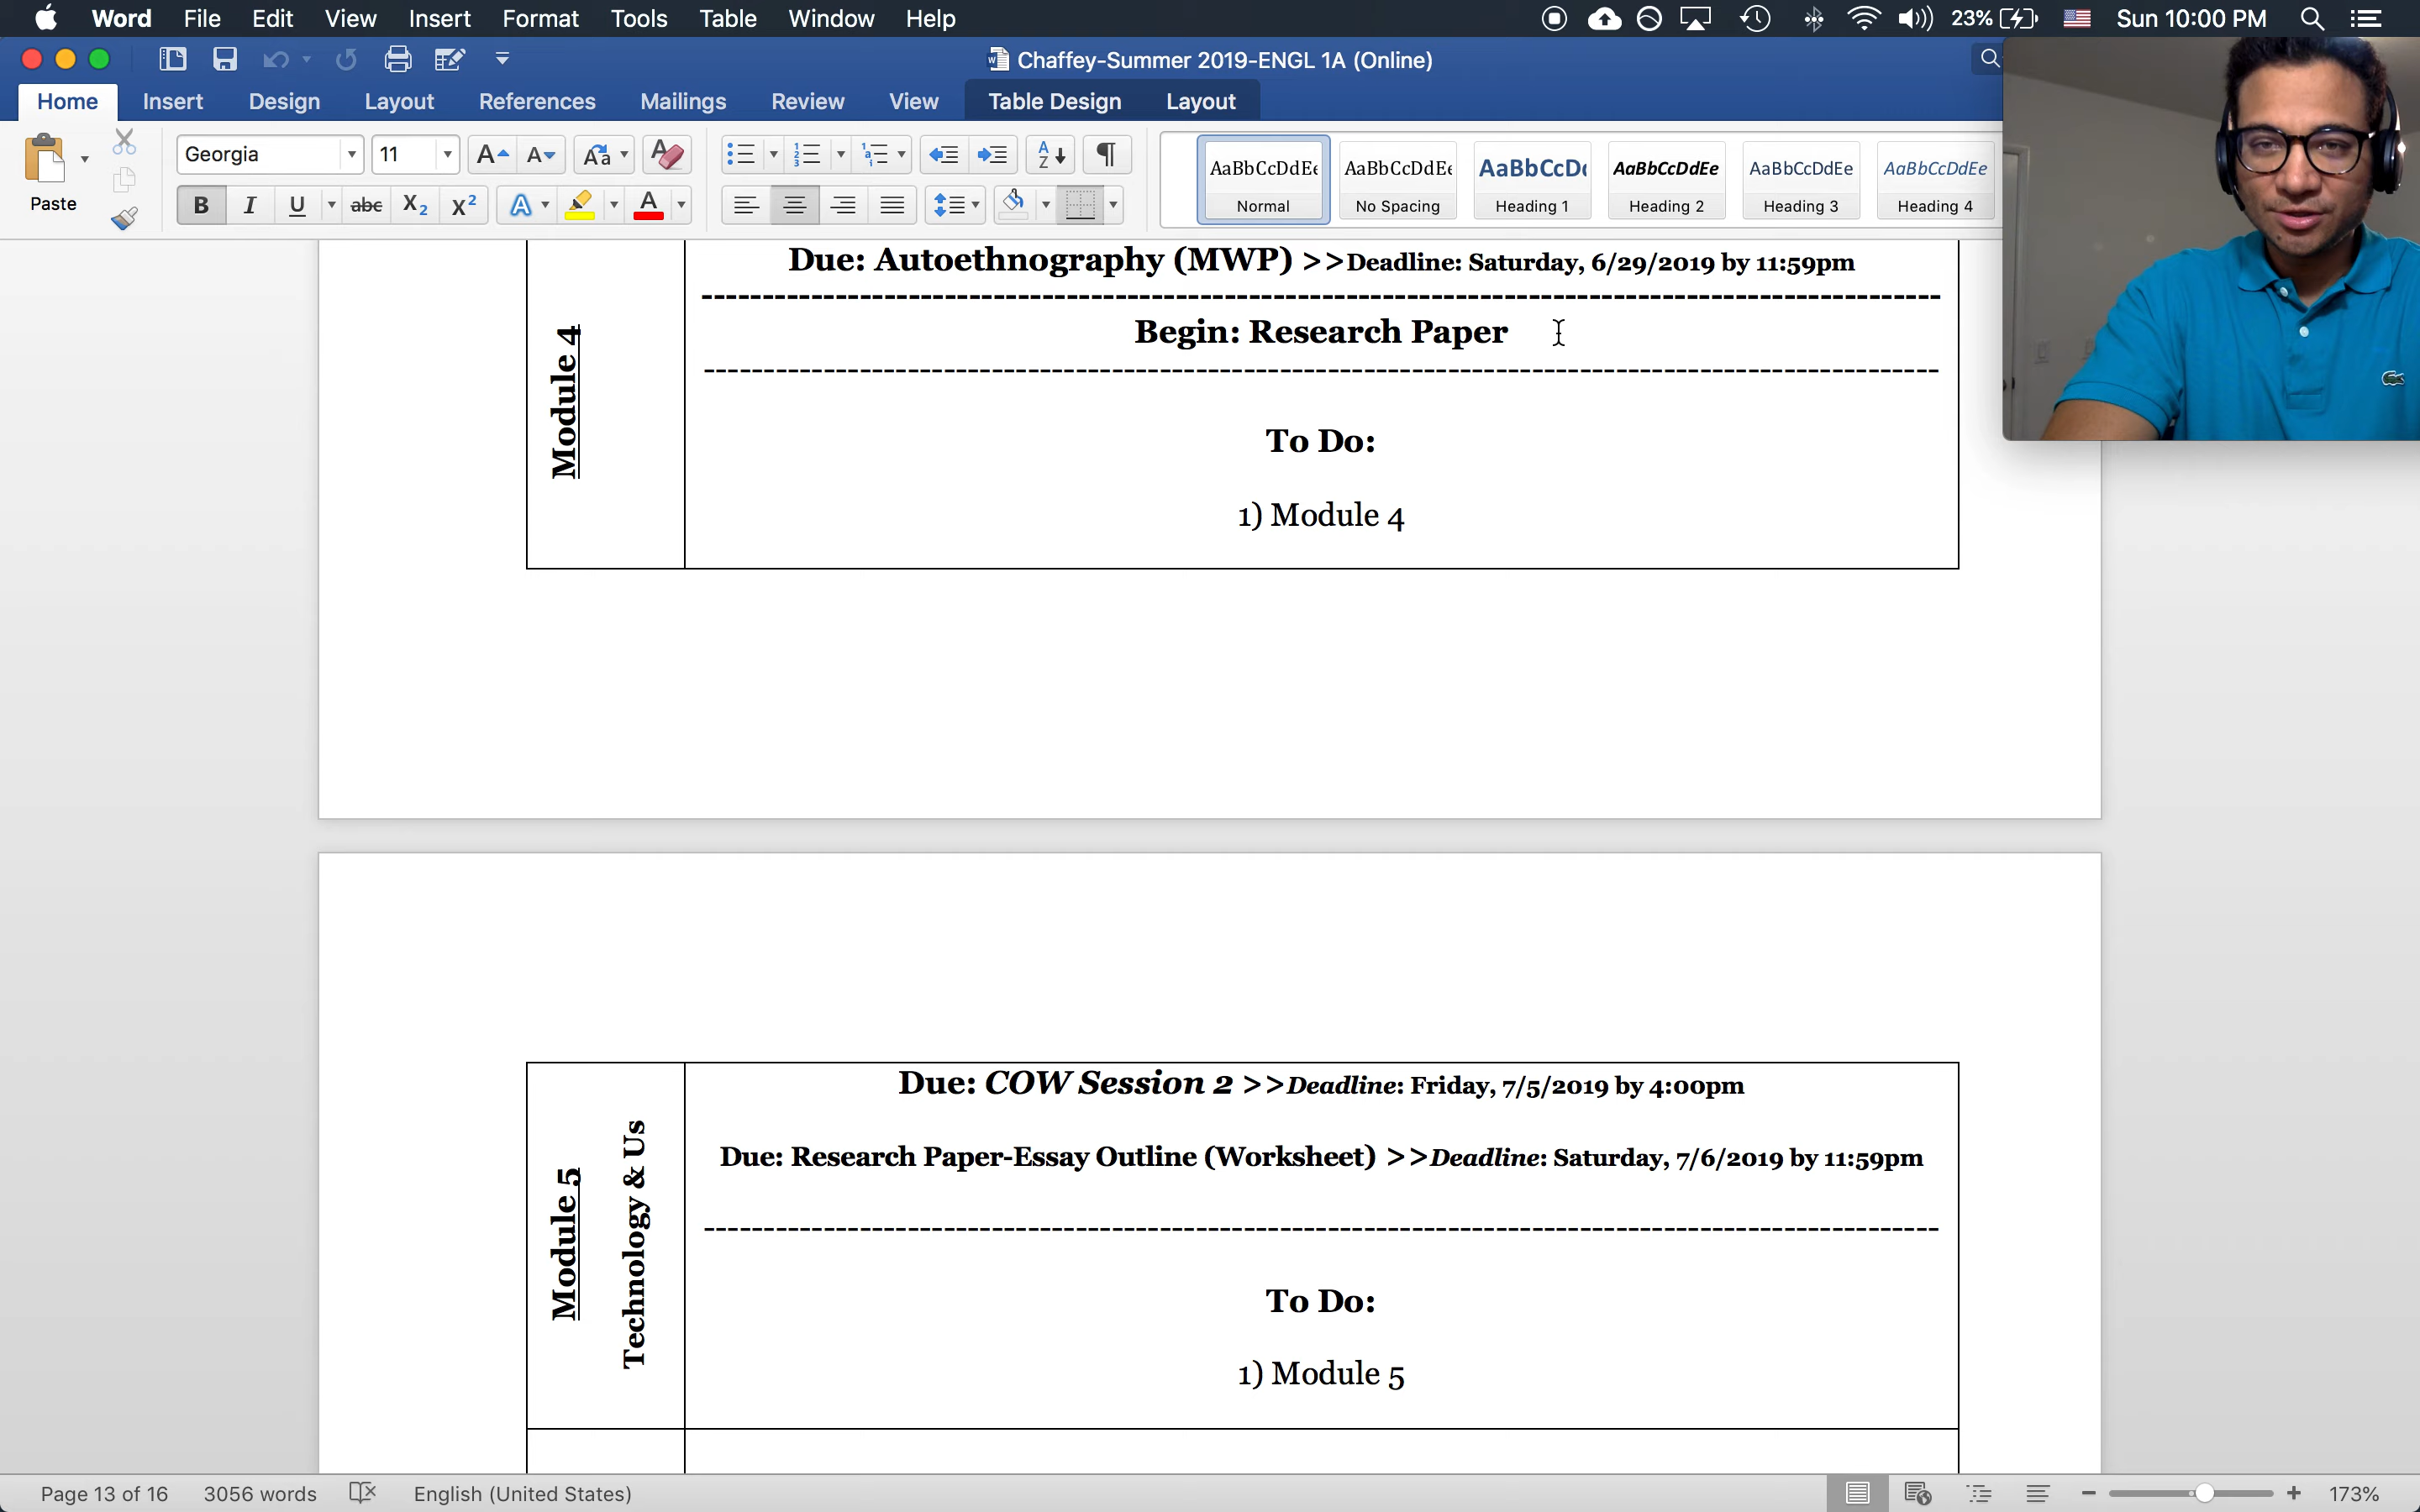 Word File Edit View Insert Format Tools Table Window Help 23% Sun 10:00 PM
Chaffey-Summer 2019-ENGL 1A (Online)
Home Insert Design Layout References Mailings Review View Table Design Layout
Paste
Georgia 11
AaBbCcDdEe Normal
AaBbCcDdEe No Spacing
AaBbCcDc Heading 1
AaBbCcDdEe Heading 2
AaBbCcDdEe Heading 3
AaBbCcDdEe Heading 4
Module 4
Due: Autoethnography (MWP) >>Deadline: Saturday, 6/29/2019 by 11:59pm
Begin: Research Paper
To Do:
1) Module 4
Module 5
Technology & Us
Due: COW Session 2 >>Deadline: Friday, 7/5/2019 by 4:00pm
Due: Research Paper-Essay Outline (Worksheet) >>Deadline: Saturday, 7/6/2019 by 11:59pm
To Do:
1) Module 5
Page 13 of 16 3056 words English (United States) 173%